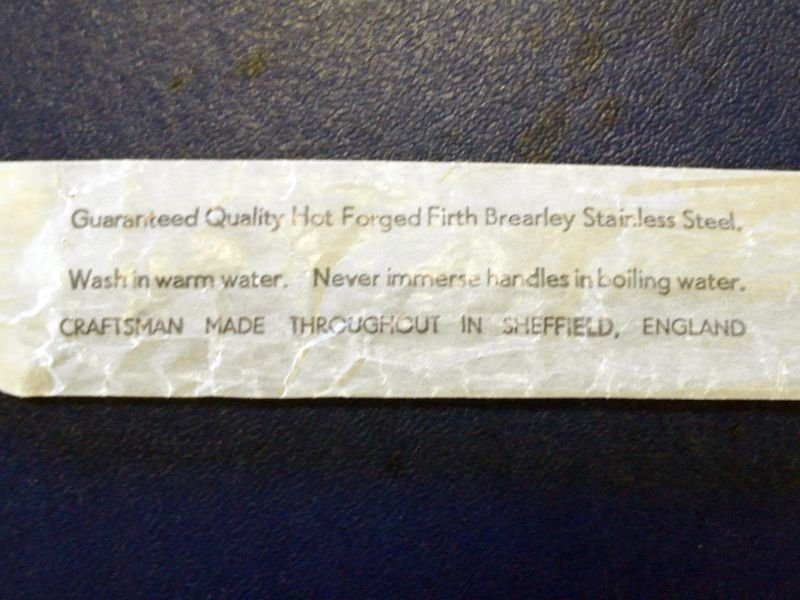 Guaranteed Quality Hot Forged Firth Brearley Stainless Steel.
Wash in warm water. Never immerse handles in boiling water.
CRAFTSMAN MADE THROUGHOUT IN SHEFFIELD, ENGLAND